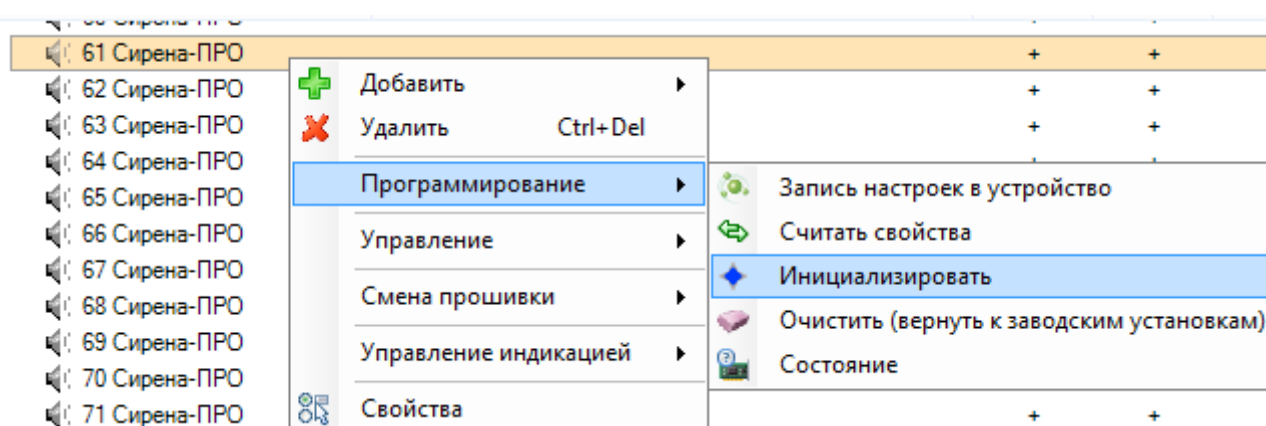 61 Сирена-ПРО + +
62 Сирена-ПРО + +
63 Сирена-ПРО + +
64 Сирена-ПРО
65 Сирена-ПРО
66 Сирена-ПРО
67 Сирена-ПРО
68 Сирена-ПРО
69 Сирена-ПРО
70 Сирена-ПРО
71 Сирена-ПРО + +
Добавить
Удалить Ctrl+Del
Программирование
Управление
Смена прошивки
Управление индикацией
Свойства
Запись настроек в устройство
Считать свойства
Инициализировать
Очистить (вернуть к заводским установкам)
Состояние